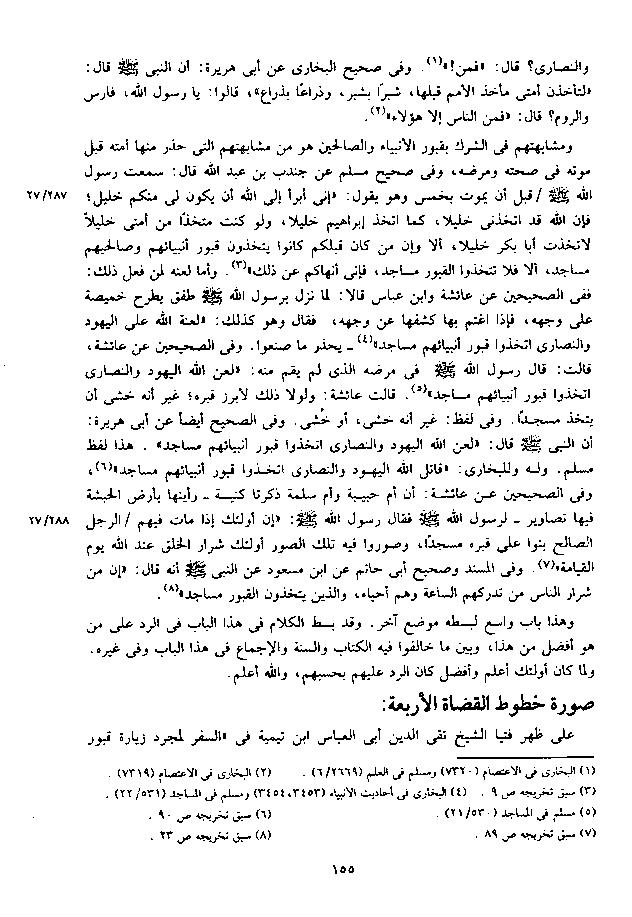 والنصارى؟ قال: «فمن!»(١). وفى صحيح البخارى عن أبى هريرة: أن النبى ﷺ قال:
«لتأخذن أمتى مأخذ الأمم قبلها، شبرًا بشبر، وذراعًا بذراع»، قالوا: يا رسول الله، فارس
والروم؟ قال: «فمن الناس إلا هؤلاء»(٢).
ومشابهتهم فى الشرك بقبور الأنبياء والصالحين هو من مشابهتهم التى حذر منها أمته قبل
موته فى صحته ومرضه، وفى صحيح مسلم عن جندب بن عبد الله قال: سمعت رسول
٢٧/٢٨٧ الله ﷺ /قبل أن يموت بخمس وهو يقول: «إنى أبرأ إلى الله أن يكون لى منكم خليل؛
فإن الله قد اتخذنى خليلا، كما اتخذ إبراهيم خليلا، ولو كنت متخذًا من أمتى خليلاً
لاتخذت أبا بكر خليلا، ألا وإن من كان قبلكم كانوا يتخذون قبور أنبيائهم وصالحيهم
مساجد، ألا فلا تتخذوا القبور مساجد، فإنى أنهاكم عن ذلك»(٣). وأما لعنه لمن فعل ذلك:
ففى الصحيحين عن عائشة وابن عباس قالا: لما نزل برسول الله ﷺ طفق يطرح خميصة
على وجهه، فإذا اغتم بها كشفها عن وجهه، فقال وهو كذلك: «لعنة الله على اليهود
والنصارى اتخذوا قبور أنبيائهم مساجد»(٤) ـ يحذر ما صنعوا. وفى الصحيحين عن عائشة،
قالت: قال رسول الله ﷺ فى مرضه الذى لم يقم منه: «لعن الله اليهود والنصارى
اتخذوا قبور أنبيائهم مساجد»(٥). قالت عائشة: ولولا ذلك لأبرز قبره؛ غير أنه خشى أن
يتخذ مسجدًا. وفى لفظ: غير أنه خشى، أو خُشى. وفى الصحيح أيضاً عن أبى هريرة:
أن النبى ﷺ قال: «لعن الله اليهود والنصارى اتخذوا قبور أنبيائهم مساجد» . هذا لفظ
مسلم. وله وللبخارى: «قاتل الله اليهود والنصارى اتخذوا قبور أنبيائهم مساجد»(٦)،
وفى الصحيحين عن عائشة: أن أم حبيبة وأم سلمة ذكرتا كنيسة ـ رأينها بأرض الحبشة
٢٧/٢٨٨ فيها تصاوير ـ لرسول الله ﷺ فقال رسول الله ﷺ: «إن أولئك إذا مات فيهم /الرجل
الصالح بنوا على قبره مسجدًا، وصوروا فيه تلك الصور أولئك شرار الخلق عند الله يوم
القيامة»(٧). وفى المسند وصحيح أبى حاتم عن ابن مسعود عن النبى ﷺ أنه قال: «إن من
شرار الناس من تدركهم الساعة وهم أحياء، والذين يتخذون القبور مساجد»(٨).
وهذا باب واسع لبسطه موضع آخر. وقد بسط الكلام فى هذا الباب فى الرد على من
هو أفضل من هذا، وبين ما خالفوا فيه الكتاب والسنة والإجماع فى هذا الباب وفى غيره.
ولما كان أولئك أعلم وأفضل كان الرد عليهم بحسبهم، والله أعلم.
صورة خطوط القضاة الأربعة:
على ظهر فتيا الشيخ تقى الدين أبى العباس ابن تيمية فى «السفر لمجرد زيارة قبور
(١) البخارى فى الاعتصام (٧٣٢٠) ومسلم فى العلم (٦/٢٦٦٩) . (٢) البخارى فى الاعتصام (٧٣١٩) .
(٣) سبق تخريجه ص ٩ . (٤) البخارى فى أحاديث الأنبياء (٣٤٥٣، ٣٤٥٤) ومسلم فى المساجد (٢٢/٥٣١) .
(٥) مسلم فى المساجد (٢١/٥٣٠) . (٦) سبق تخريجه ص ٩٠ .
(٧) سبق تخريجه ص ٨٩ . (٨) سبق تخريجه ص ٢٣ .
١٥٥